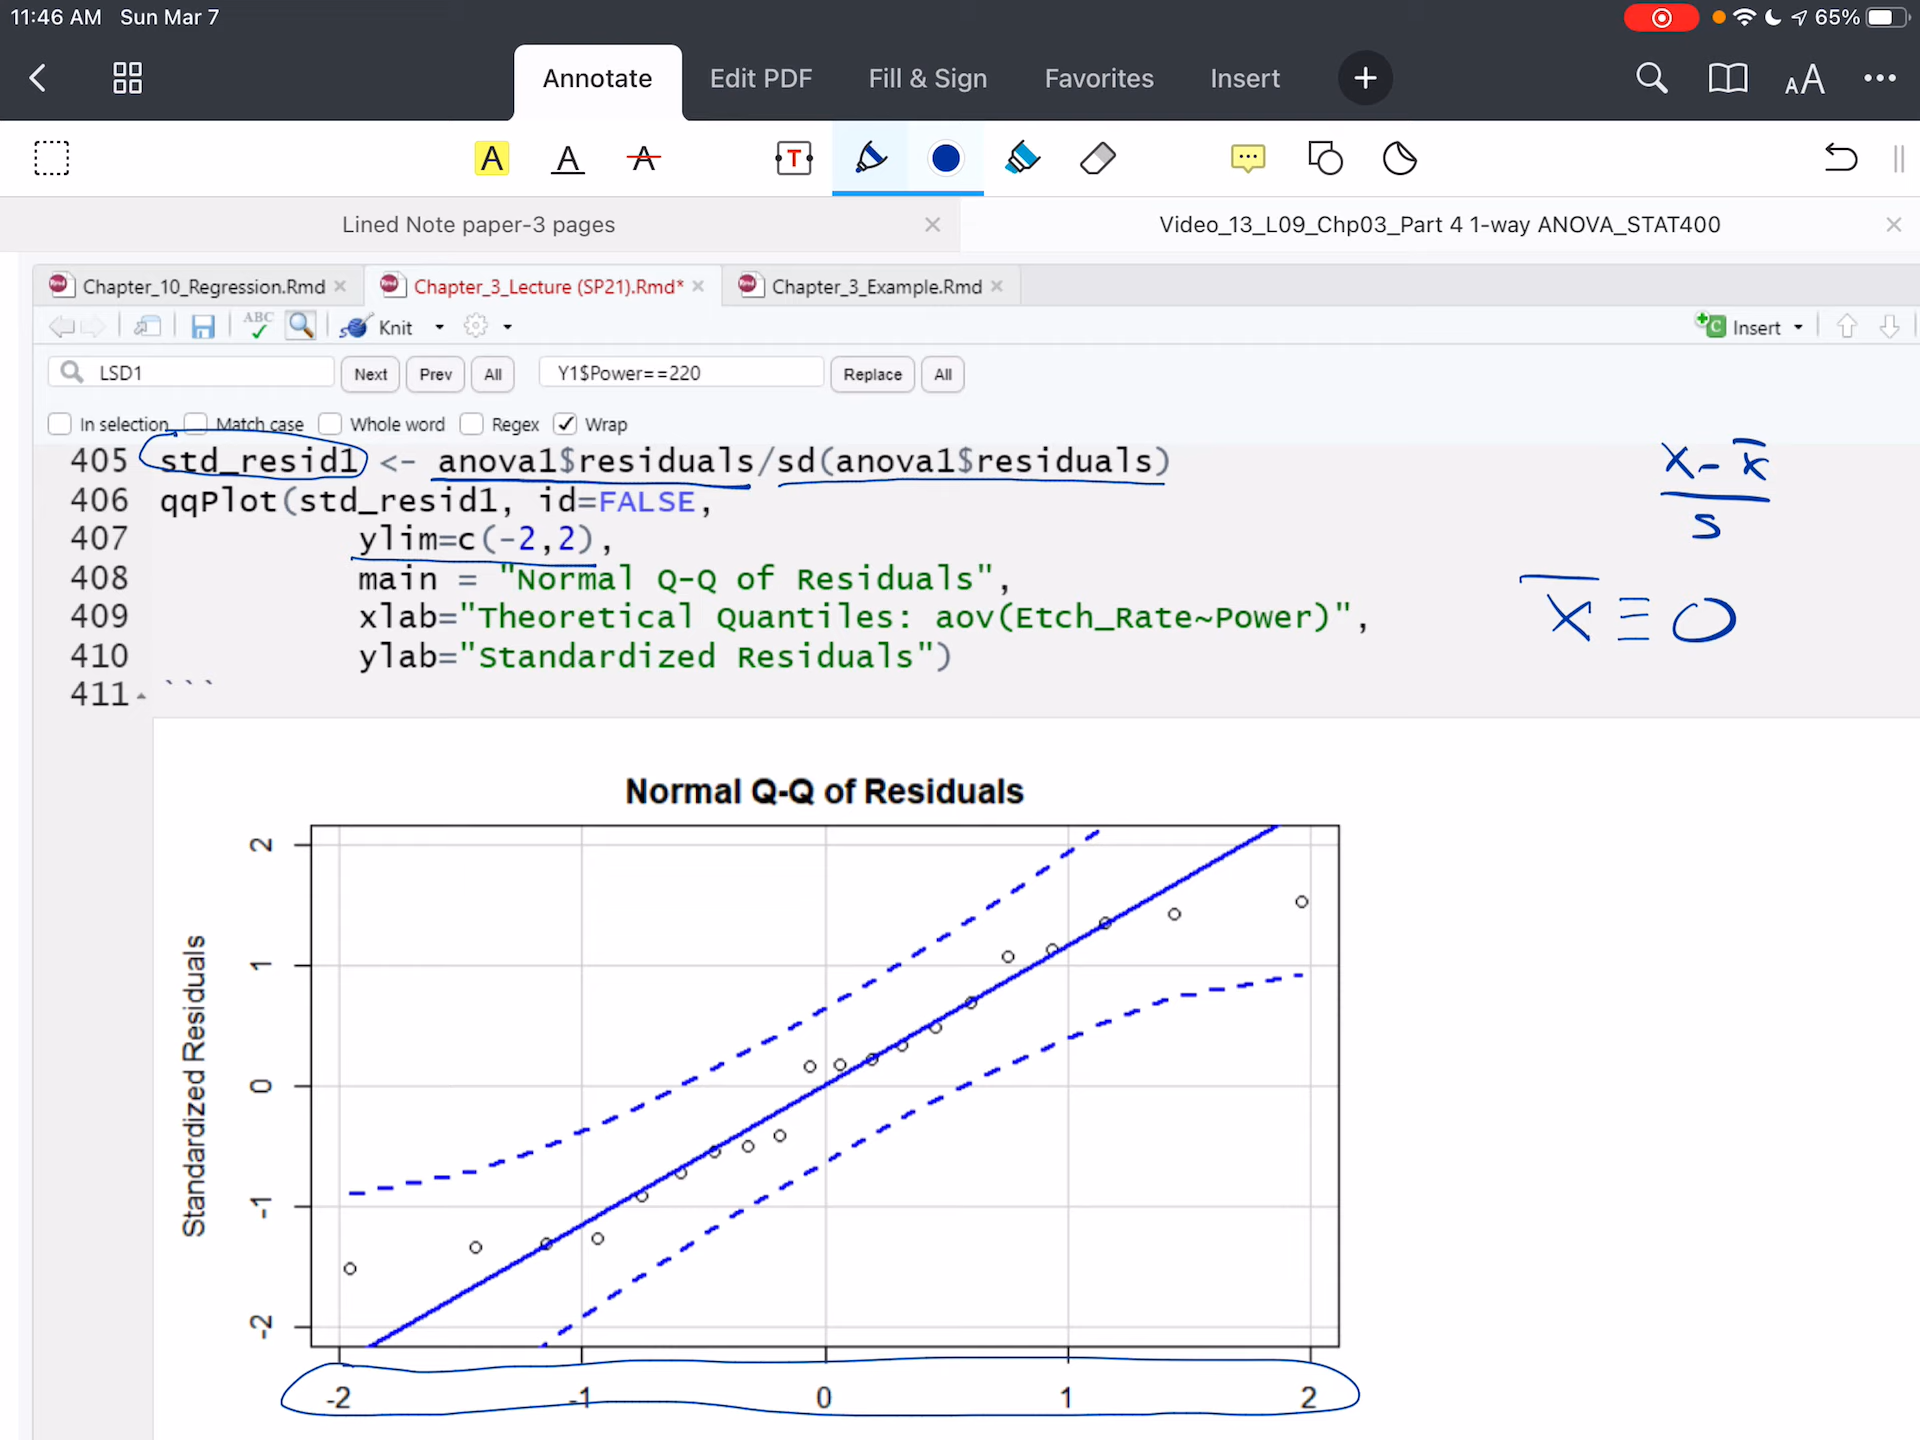 11:46 AM Sun Mar 7
65%
Annotate Edit PDF Fill & Sign Favorites Insert
AA
A A A T
Lined Note paper-3 pages
Video_13_L09_Chp03_Part 4 1-way ANOVA_STAT400
Chapter_10_Regression.Rmd Chapter_3_Lecture (SP21).Rmd* Chapter_3_Example.Rmd
ABC Knit Insert
LSD1 Next Prev All Y1$Power==220 Replace All
In selection Match case Whole word Regex Wrap
405 std_resid1 <- anova1$residuals/sd(anova1$residuals)
406 qqPlot(std_resid1, id=FALSE,
407 ylim=c(-2,2),
408 main = "Normal Q-Q of Residuals",
409 xlab="Theoretical Quantiles: aov(Etch_Rate~Power)",
410 ylab="Standardized Residuals")
411 ```
x - x̄
s
x̄ ≡ 0
Normal Q-Q of Residuals
Standardized Residuals
2
1
0
-1
-2
-2 -1 0 1 2